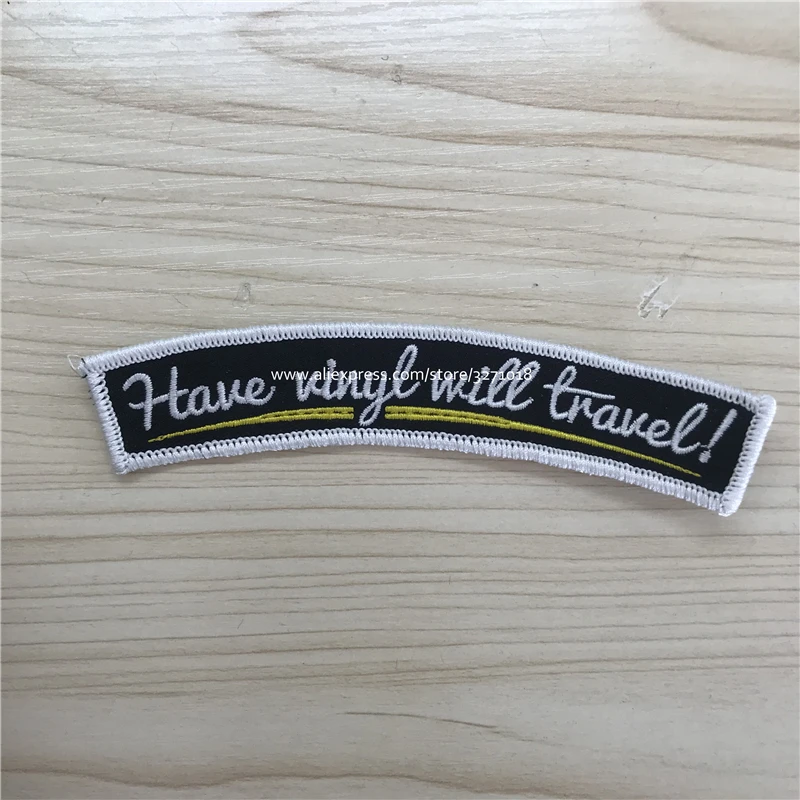 Have vinyl will travel!
www.aliexpress.com/store/3271018